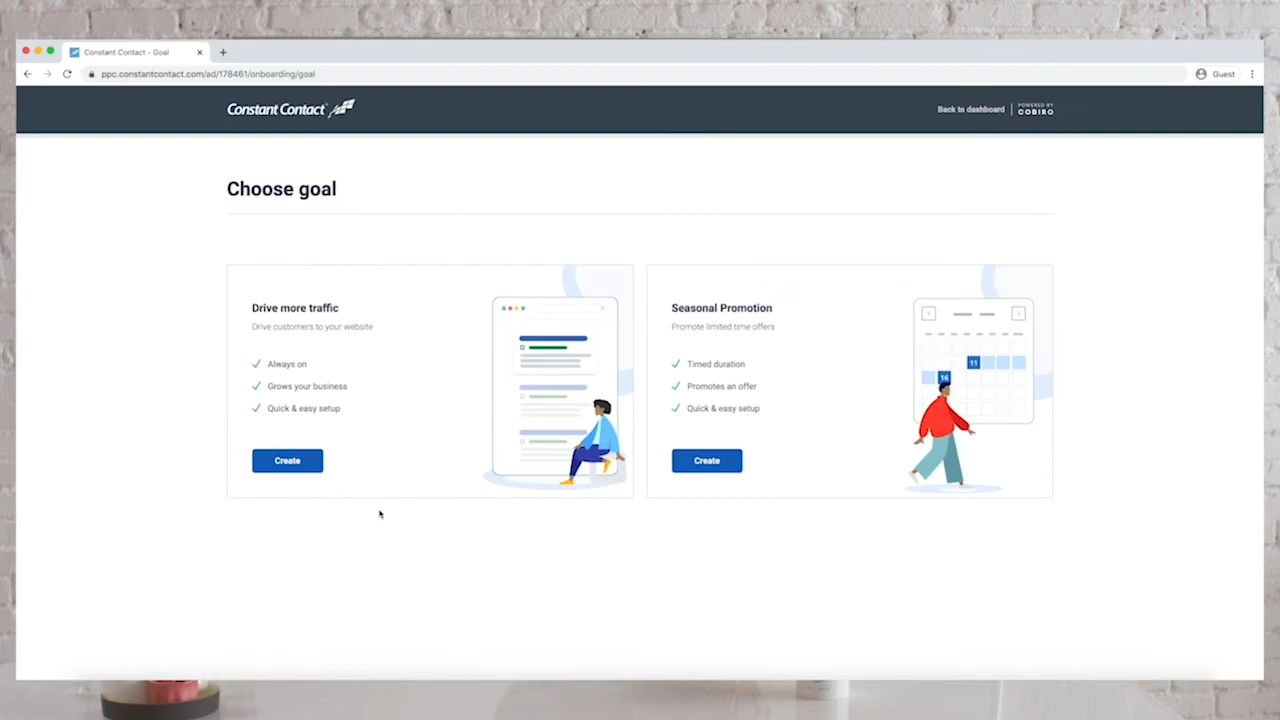 Constant Contact - Goal
ppc.constantcontact.com/ad/178461/onboarding/goal
Guest
Constant Contact
Back to dashboard
POWERED BY
COBIRO
Choose goal
Drive more traffic
Drive customers to your website
Always on
Grows your business
Quick & easy setup
Create
Seasonal Promotion
Promote limited time offers
Timed duration
Promotes an offer
Quick & easy setup
Create
11
16